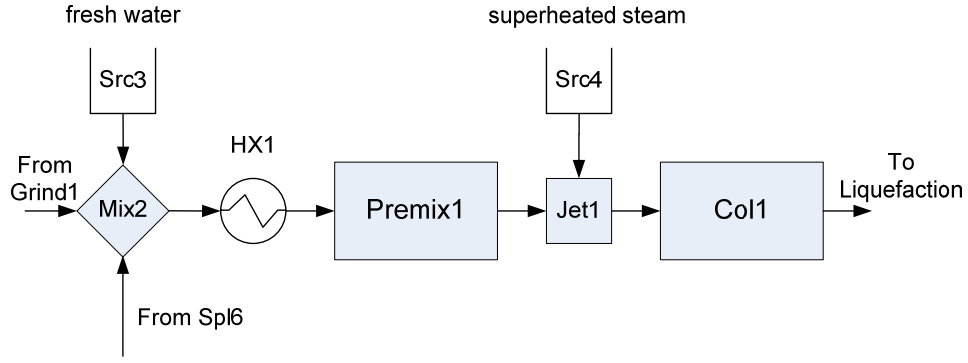 fresh water
superheated steam
Src3
Src4
HX1
From
Grind1
Mix2
Premix1
Jet1
Col1
To
Liquefaction
From Spl6